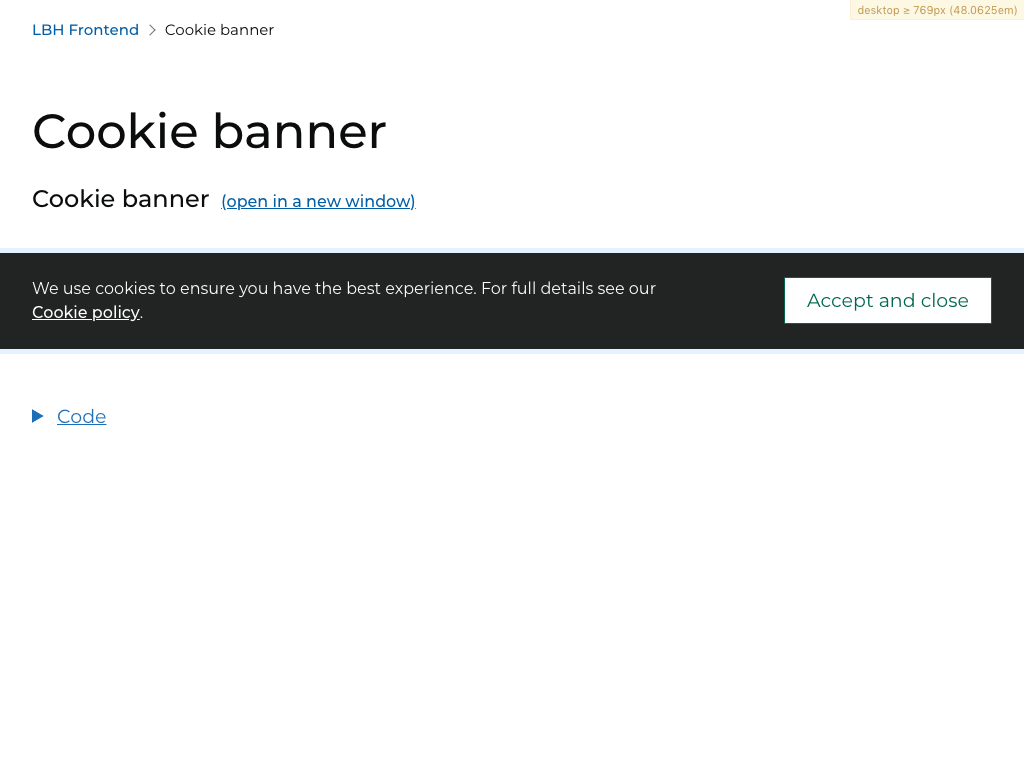 desktop ≥ 769px (48.0625em)
LBH Frontend Cookie banner
Cookie banner
Cookie banner (open in a new window)
We use cookies to ensure you have the best experience. For full details see our
Cookie policy.
Accept and close
Code